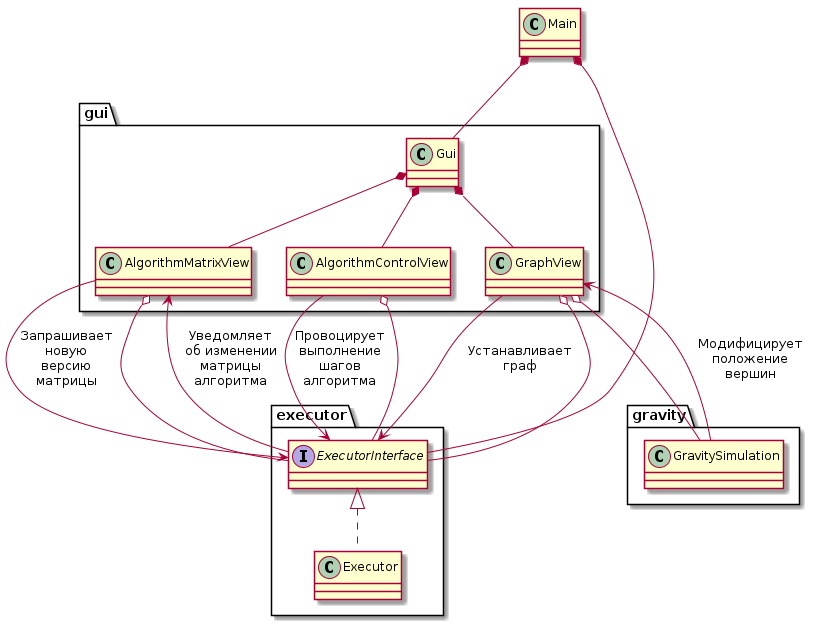 C Main
gui
C Gui
C AlgorithmMatrixView
C AlgorithmControlView
C GraphView
Запрашивает
новую
версию
матрицы
Уведомляет
об изменении
матрицы
алгоритма
Провоцирует
выполнение
шагов
алгоритма
Устанавливает
граф
Модифицирует
положение
вершин
executor
I ExecutorInterface
C Executor
gravity
C GravitySimulation